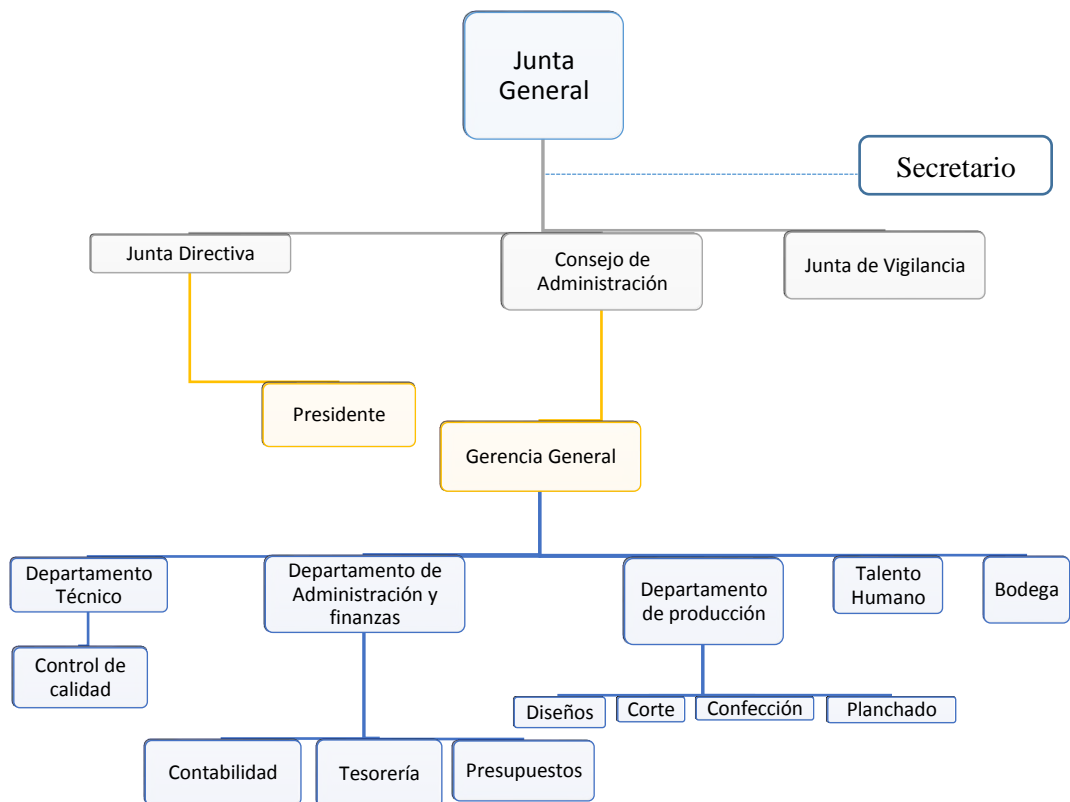 Junta
General
Secretario
Junta Directiva
Consejo de
Administración
Junta de Vigilancia
Presidente
Gerencia General
Departamento
Técnico
Departamento de
Administración y
finanzas
Departamento
de producción
Talento
Humano
Bodega
Control de
calidad
Diseños
Corte
Confección
Planchado
Contabilidad
Tesorería
Presupuestos